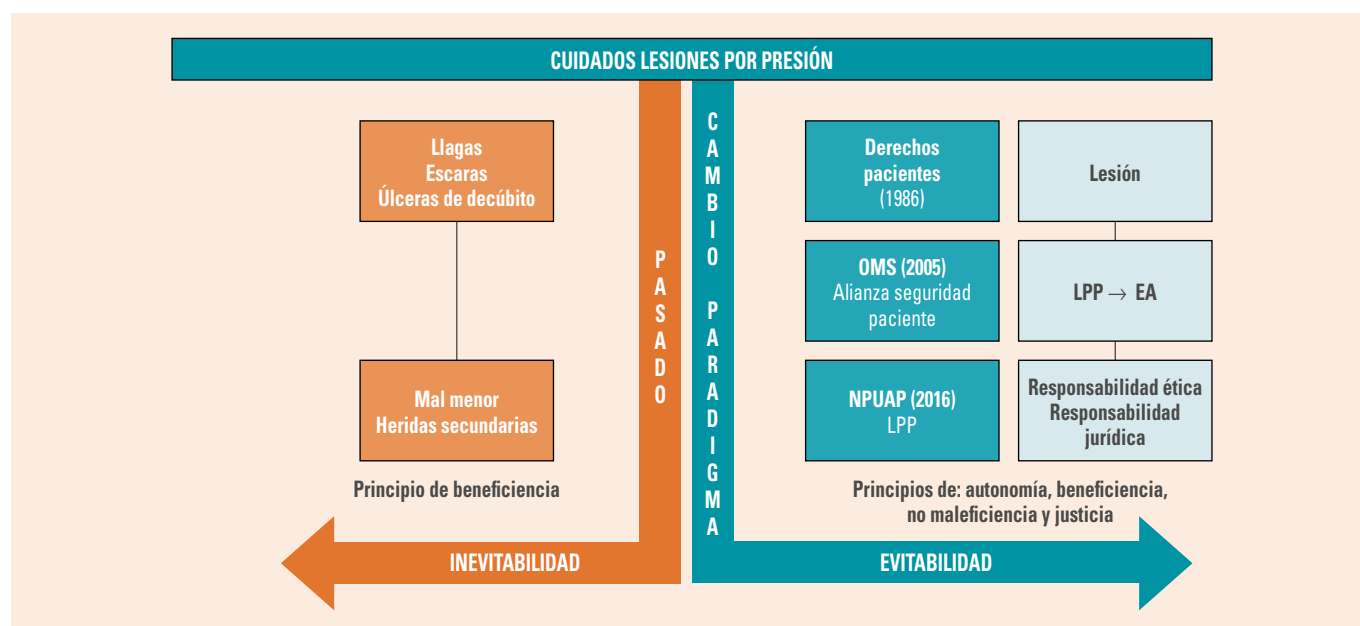 CUIDADOS LESIONES POR PRESIÓN
Llagas
Escaras
Úlceras de decúbito
Mal menor
Heridas secundarias
Principio de beneficiencia
INEVITABILIDAD
PASADO
CAMBIO PARADIGMA
Derechos
pacientes
(1986)
Lesión
OMS (2005)
Alianza seguridad
paciente
LPP → EA
NPUAP (2016)
LPP
Responsabilidad ética
Responsabilidad
jurídica
Principios de: autonomía, beneficiencia,
no maleficiencia y justicia
EVITABILIDAD